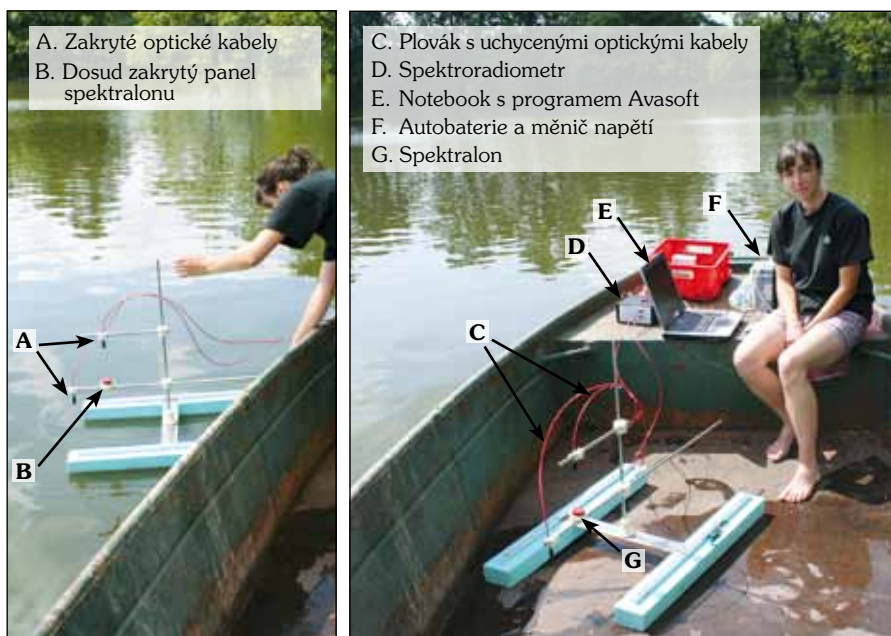 A. Zakryté optické kabely
B. Dosud zakrytý panel
spektralonu
A
B
C. Plovák s uchycenými optickými kabely
D. Spektroradiometr
E. Notebook s programem Avasoft
F. Autobaterie a měnič napětí
G. Spektralon
E
F
D
C
G